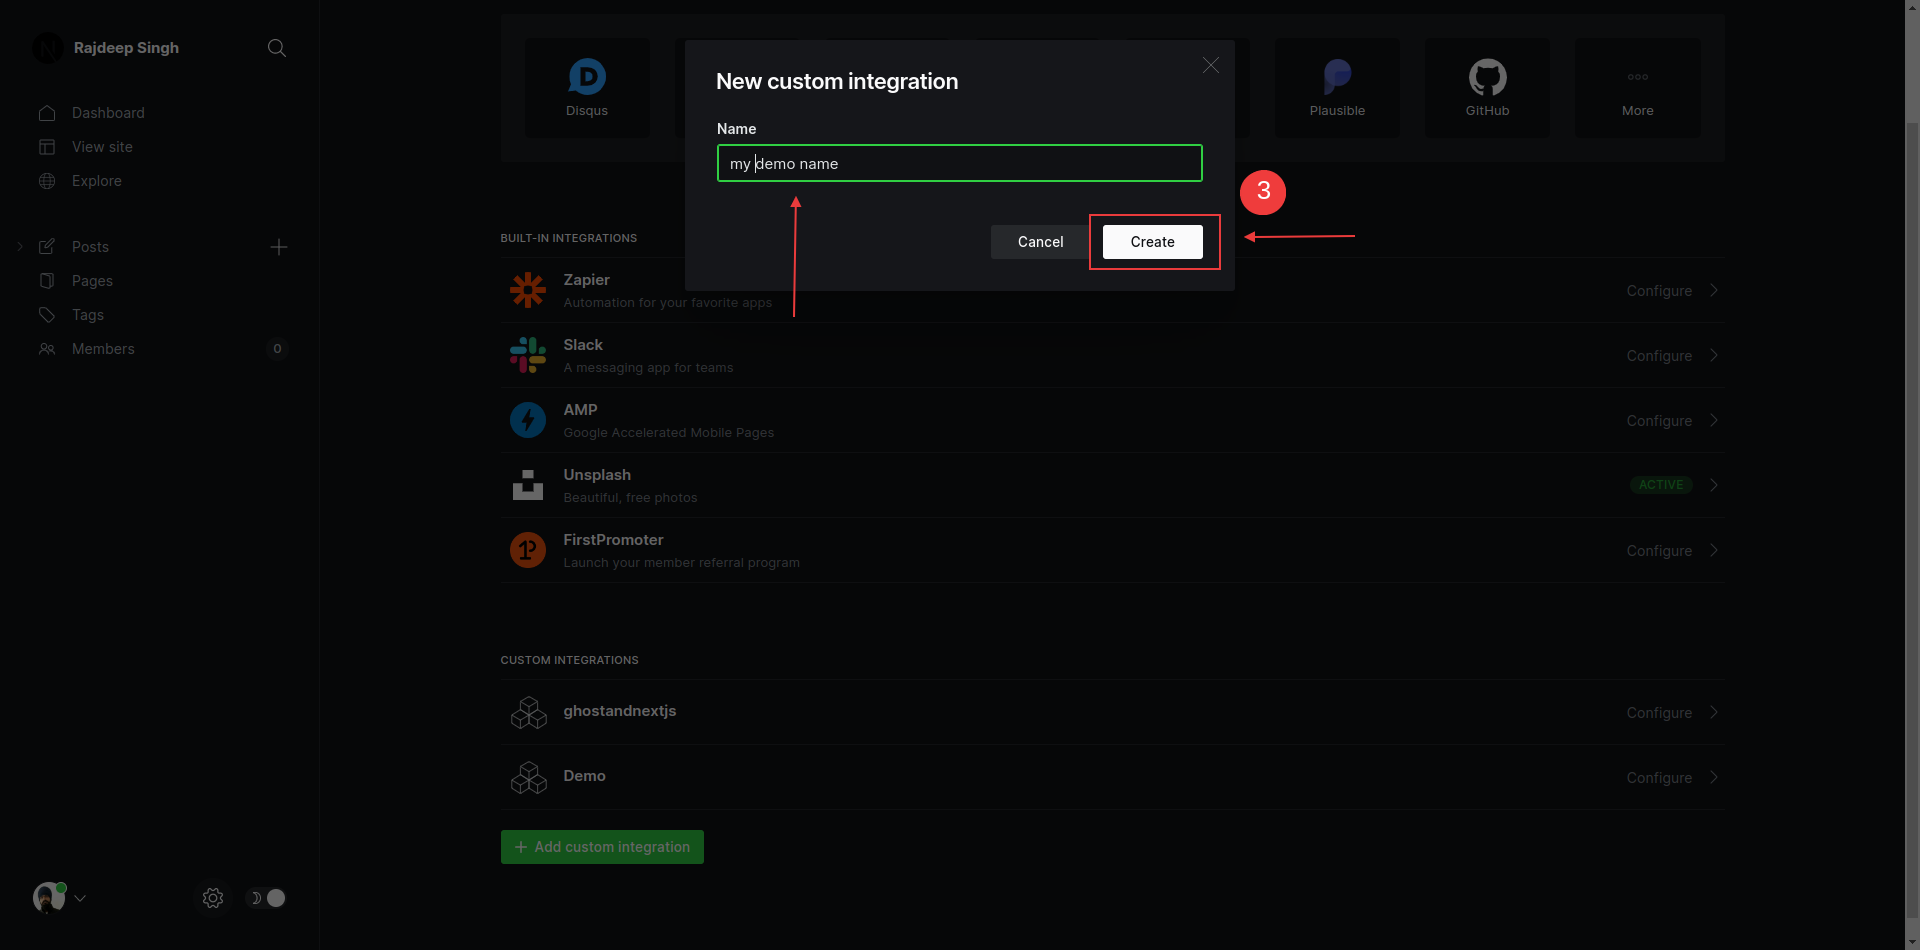 Rajdeep Singh
Dashboard
View site
Explore
Posts
Pages
Tags
Members
0
Disqus
Plausible
GitHub
More
New custom integration
Name
my demo name
Cancel
Create
3
BUILT-IN INTEGRATIONS
Zapier
Automation for your favorite apps
Configure
Slack
A messaging app for teams
Configure
AMP
Google Accelerated Mobile Pages
Configure
Unsplash
Beautiful, free photos
ACTIVE
FirstPromoter
Launch your member referral program
Configure
CUSTOM INTEGRATIONS
ghostandnextjs
Configure
Demo
Configure
Add custom integration